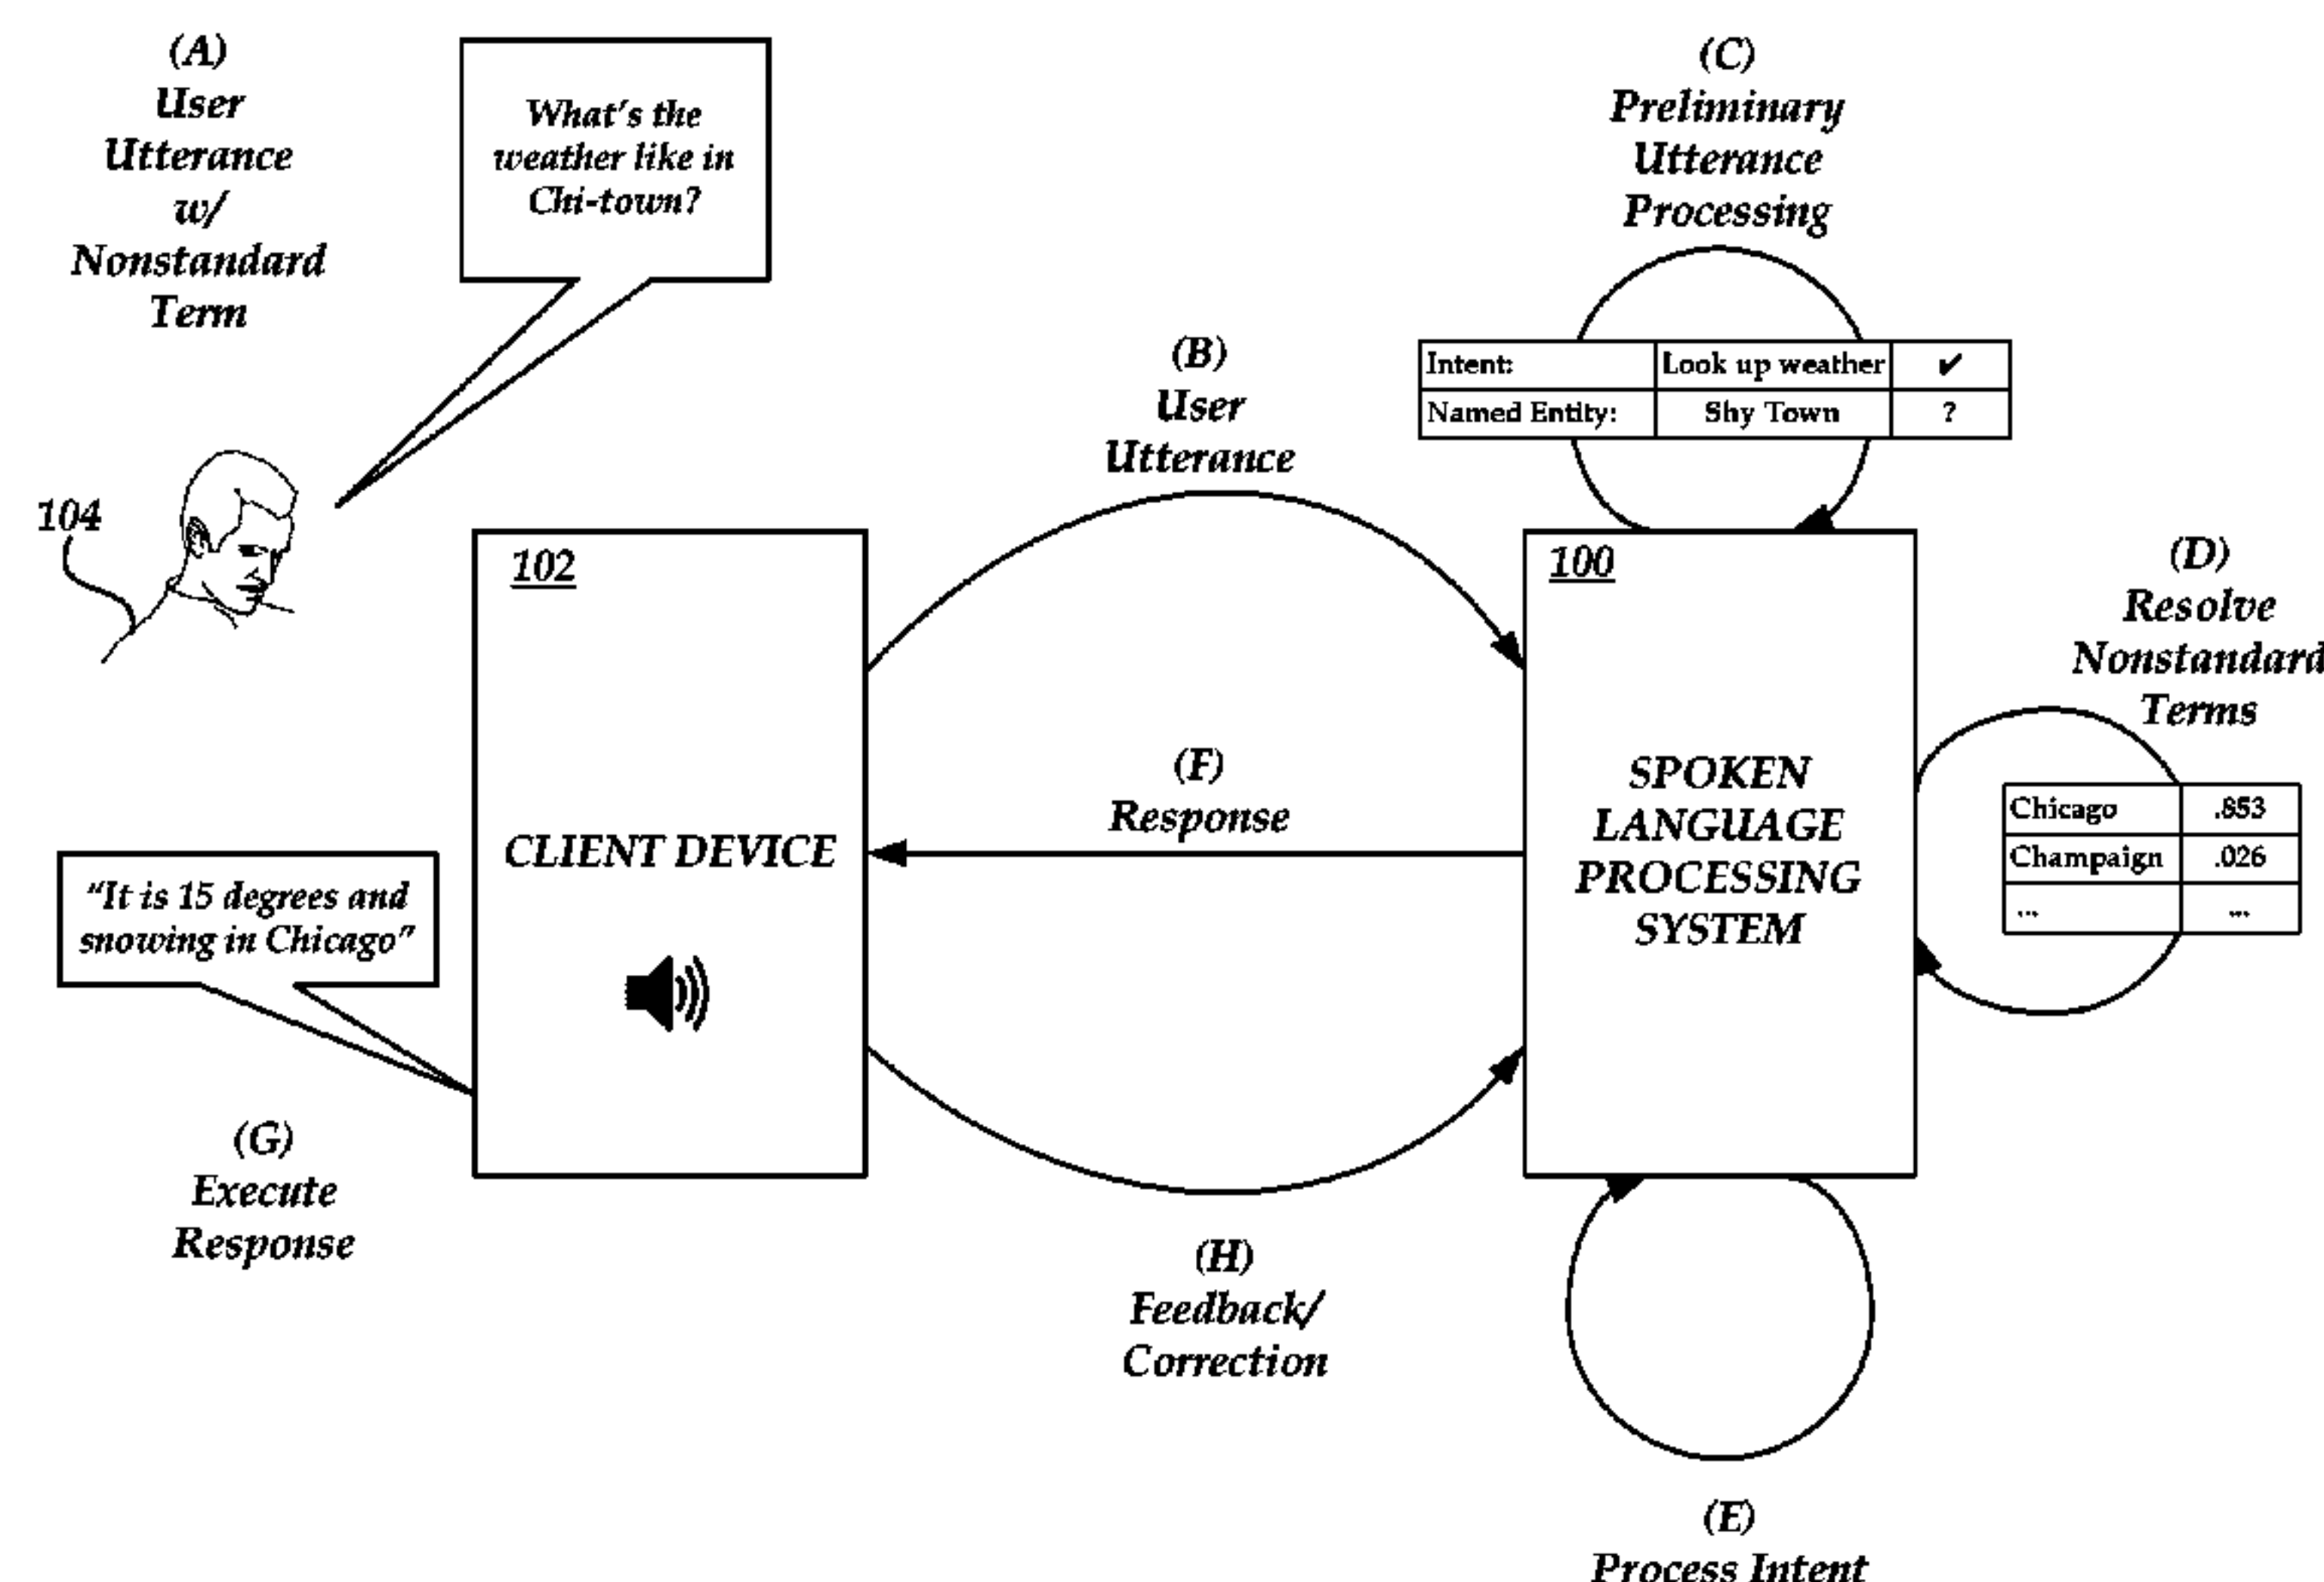 (A)
User
Utterance
w/
Nonstandard
Term
What's the
weather like in
Chi-town?
104
(B)
User
Utterance
(C)
Preliminary
Utterance
Processing
Intent: Look up weather ✔
Named Entity: Shy Town ?
102
CLIENT DEVICE
100
SPOKEN
LANGUAGE
PROCESSING
SYSTEM
(D)
Resolve
Nonstandard
Terms
Chicago .853
Champaign .026
... ...
(E)
Process Intent
(F)
Response
"It is 15 degrees and
snowing in Chicago"
(G)
Execute
Response
(H)
Feedback/
Correction